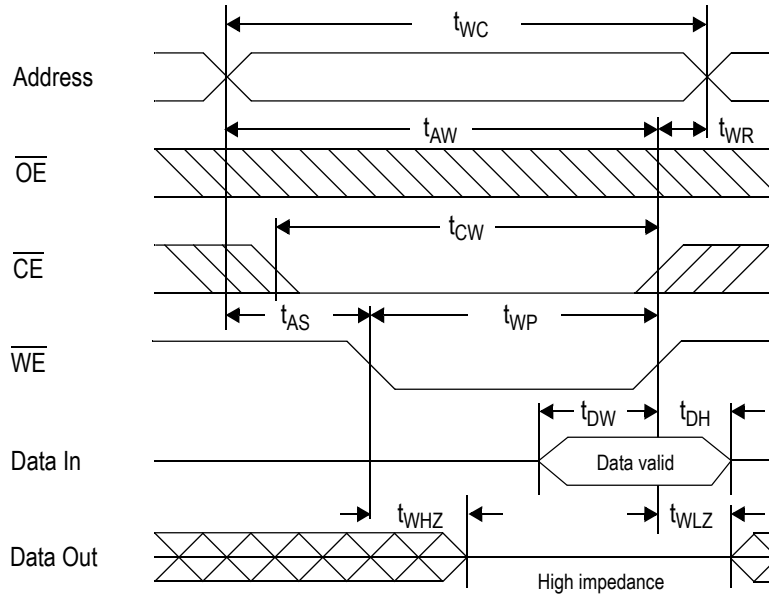 tWC
Address
tAW
tWR
OE
tCW
CE
tAS
tWP
WE
tDW
tDH
Data In
Data valid
tWHZ
tWLZ
Data Out
High impedance